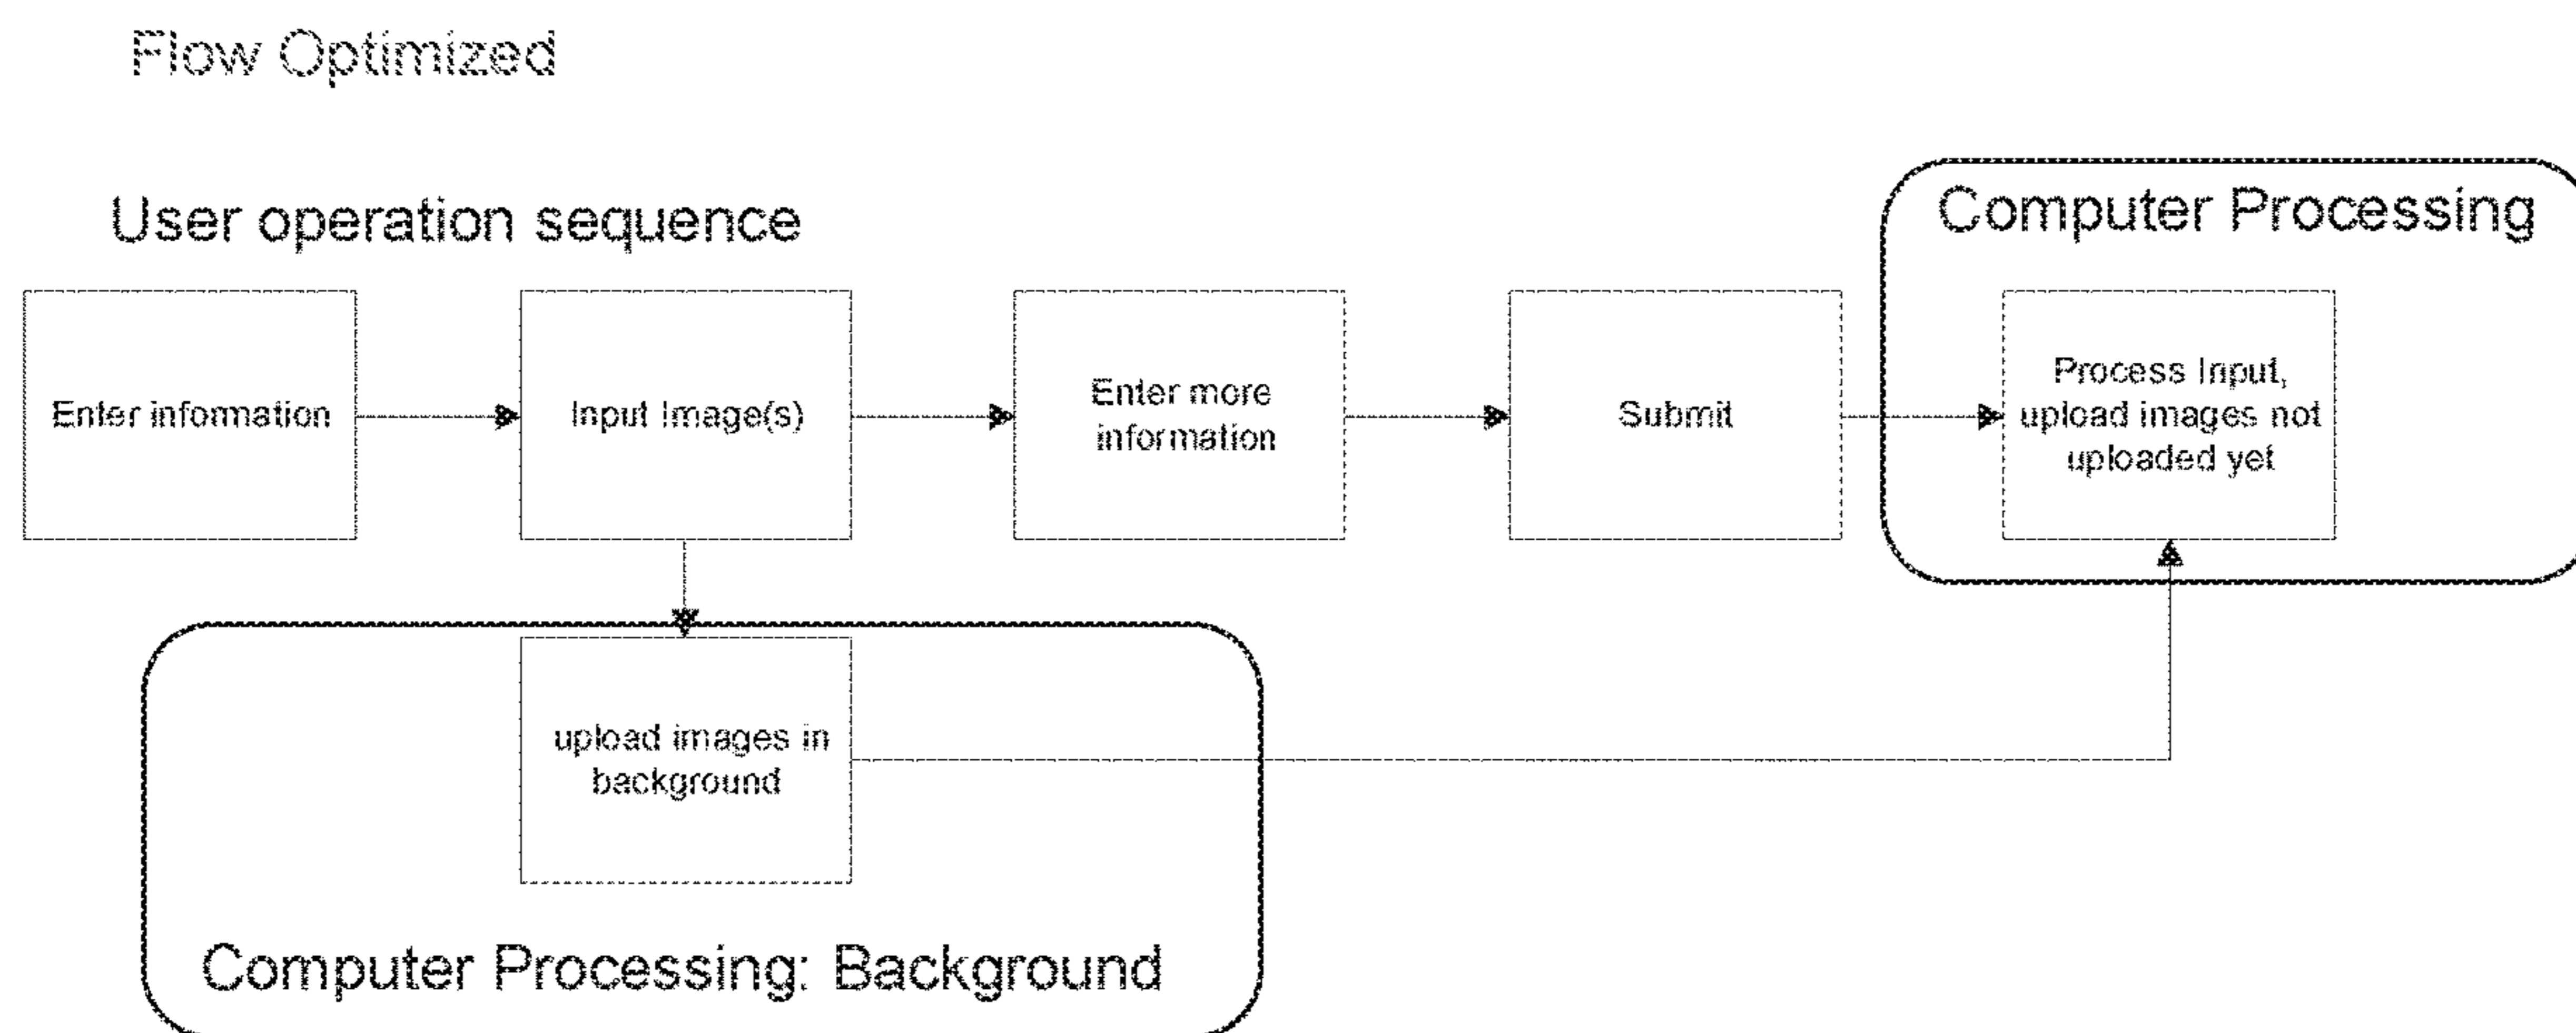 Flow Optimized
User operation sequence
Computer Processing
Enter information
Input Image(s)
Enter more
information
Submit
Process Input,
upload images not
uploaded yet
upload images in
background
Computer Processing: Background